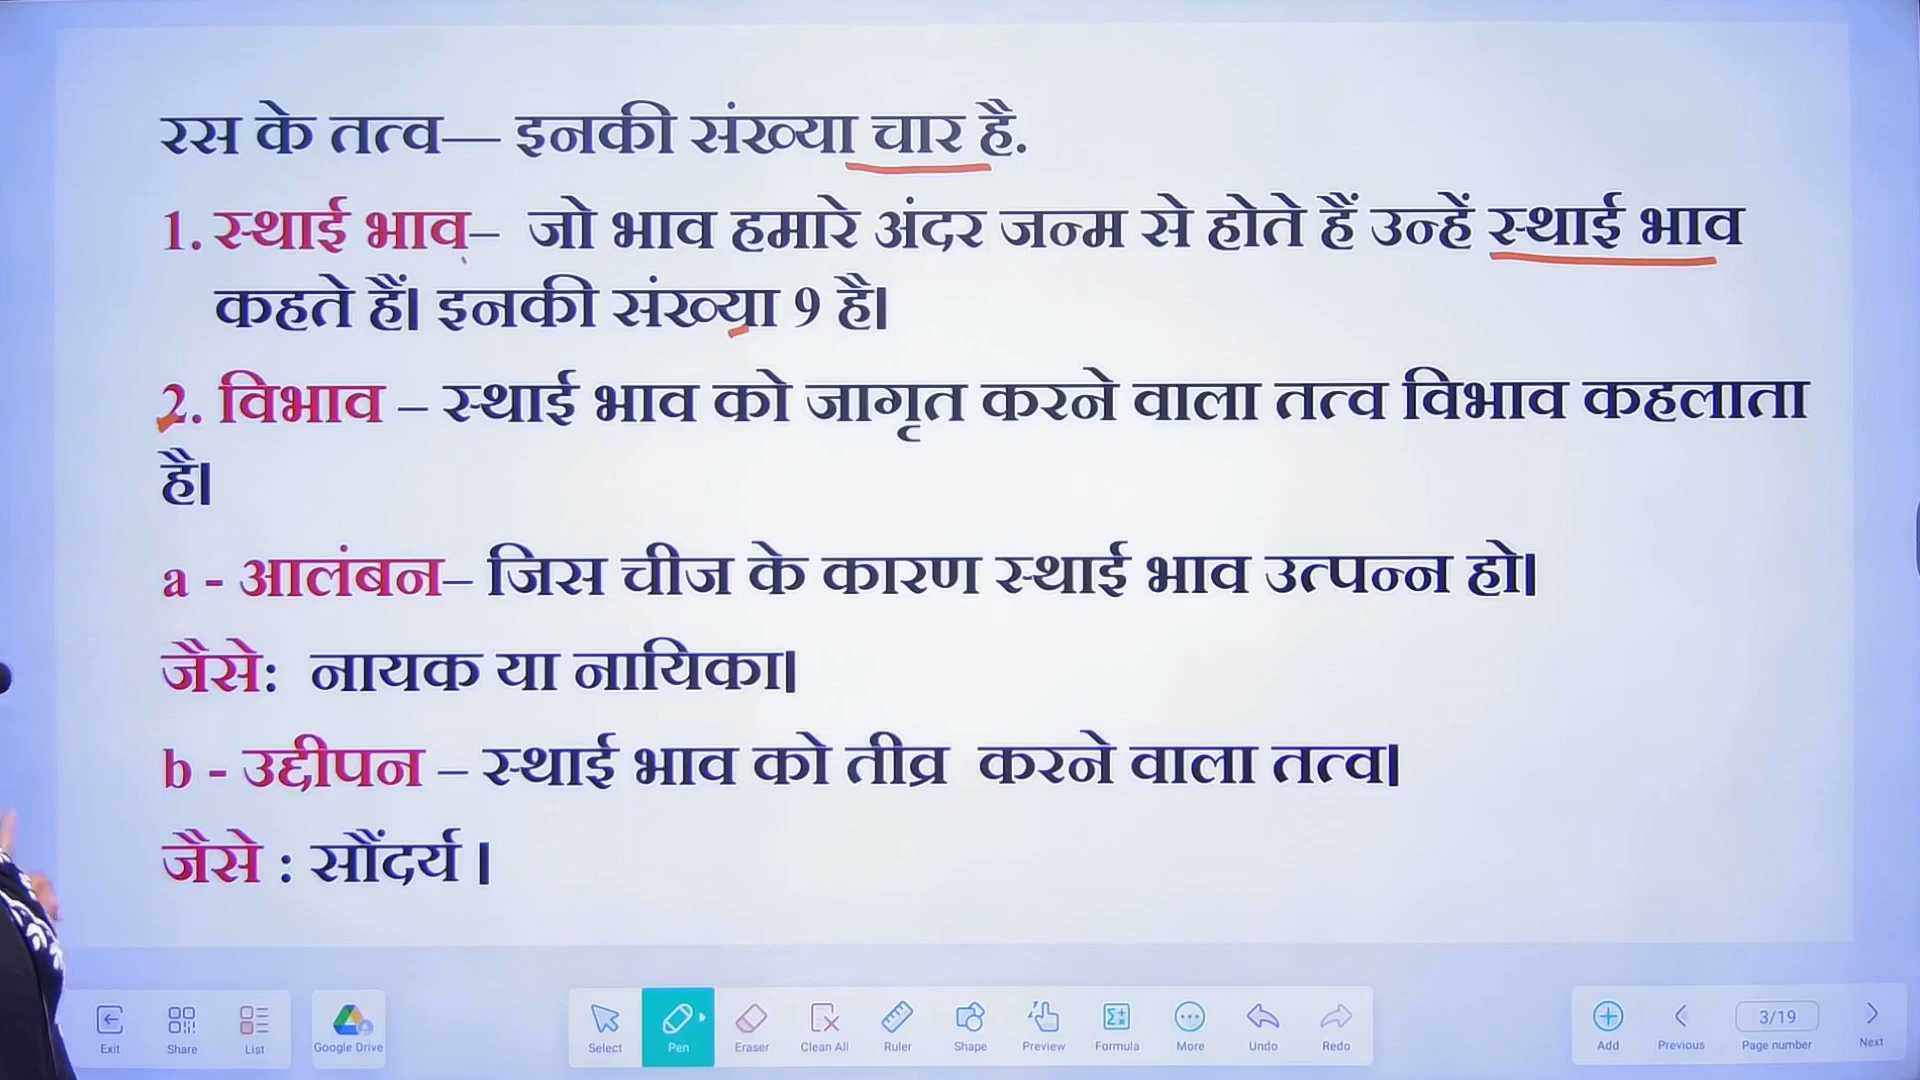 रस के तत्व— इनकी संख्या चार है.
1. स्थाई भाव– जो भाव हमारे अंदर जन्म से होते हैं उन्हें स्थाई भाव
कहते हैं। इनकी संख्या 9 है।
2. विभाव – स्थाई भाव को जागृत करने वाला तत्व विभाव कहलाता
है।
a - आलंबन– जिस चीज के कारण स्थाई भाव उत्पन्न हो।
जैसे: नायक या नायिका।
b - उद्दीपन – स्थाई भाव को तीव्र करने वाला तत्व।
जैसे : सौंदर्य ।
Exit Share List Google Drive Select Pen Eraser Clean All Ruler Shape Preview Formula More Undo Redo Add Previous 3/19 Page number Next